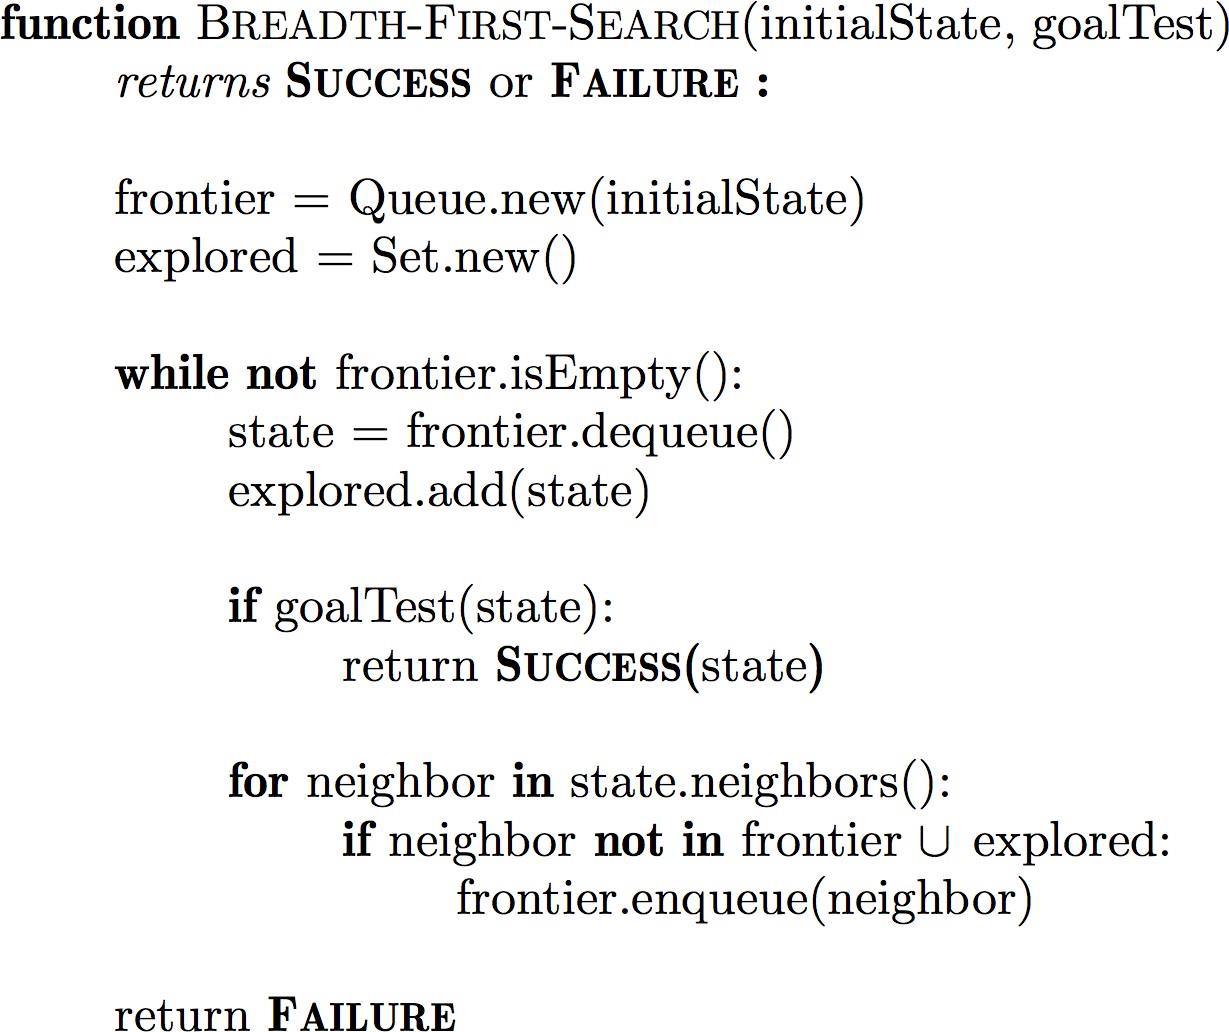 function BREADTH-FIRST-SEARCH(initialState, goalTest)
returns SUCCESS or FAILURE :
frontier = Queue.new(initialState)
explored = Set.new()
while not frontier.isEmpty():
state = frontier.dequeue()
explored.add(state)
if goalTest(state):
return SUCCESS(state)
for neighbor in state.neighbors():
if neighbor not in frontier ∪ explored:
frontier.enqueue(neighbor)
return FAILURE